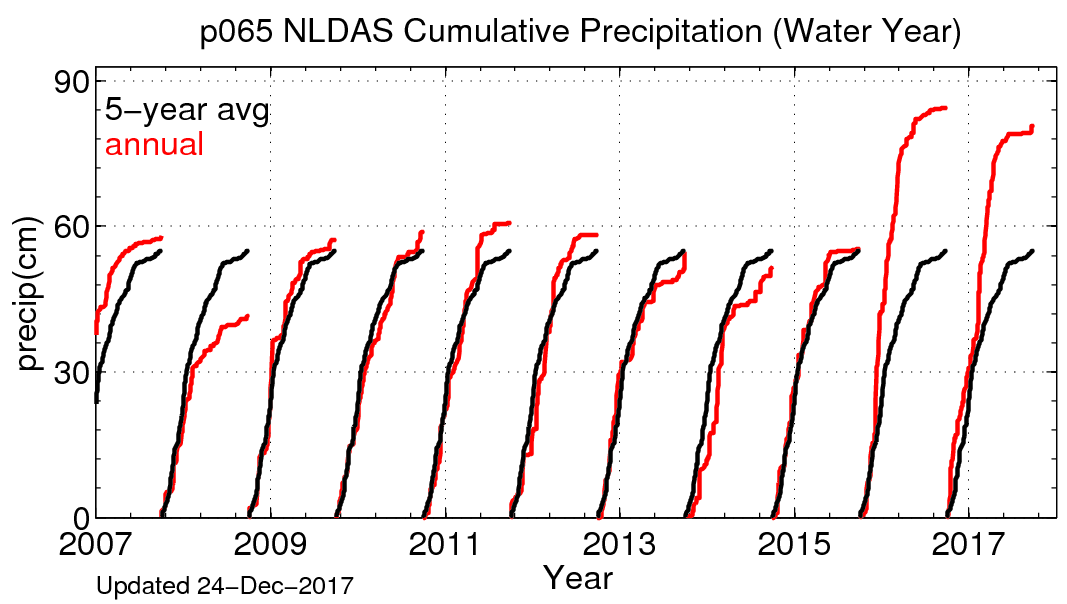 p065 NLDAS Cumulative Precipitation (Water Year)
90
5−year avg
annual
60
precip(cm)
30
0
2007 2009 2011 2013 2015 2017
Year
Updated 24−Dec−2017